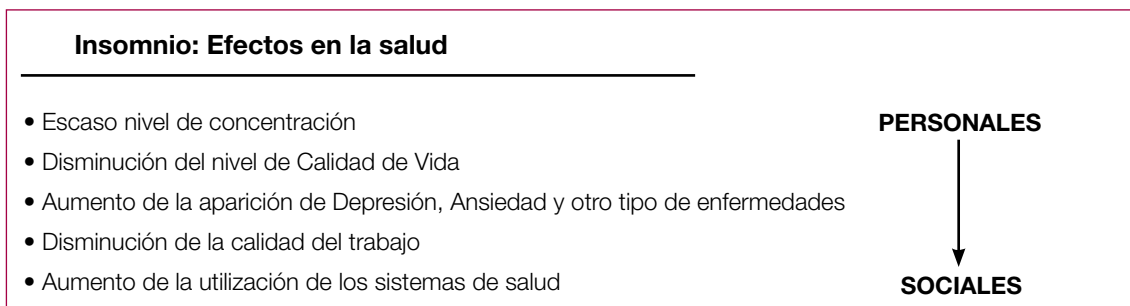 Insomnio: Efectos en la salud
• Escaso nivel de concentración
PERSONALES
• Disminución del nivel de Calidad de Vida
• Aumento de la aparición de Depresión, Ansiedad y otro tipo de enfermedades
• Disminución de la calidad del trabajo
• Aumento de la utilización de los sistemas de salud
SOCIALES